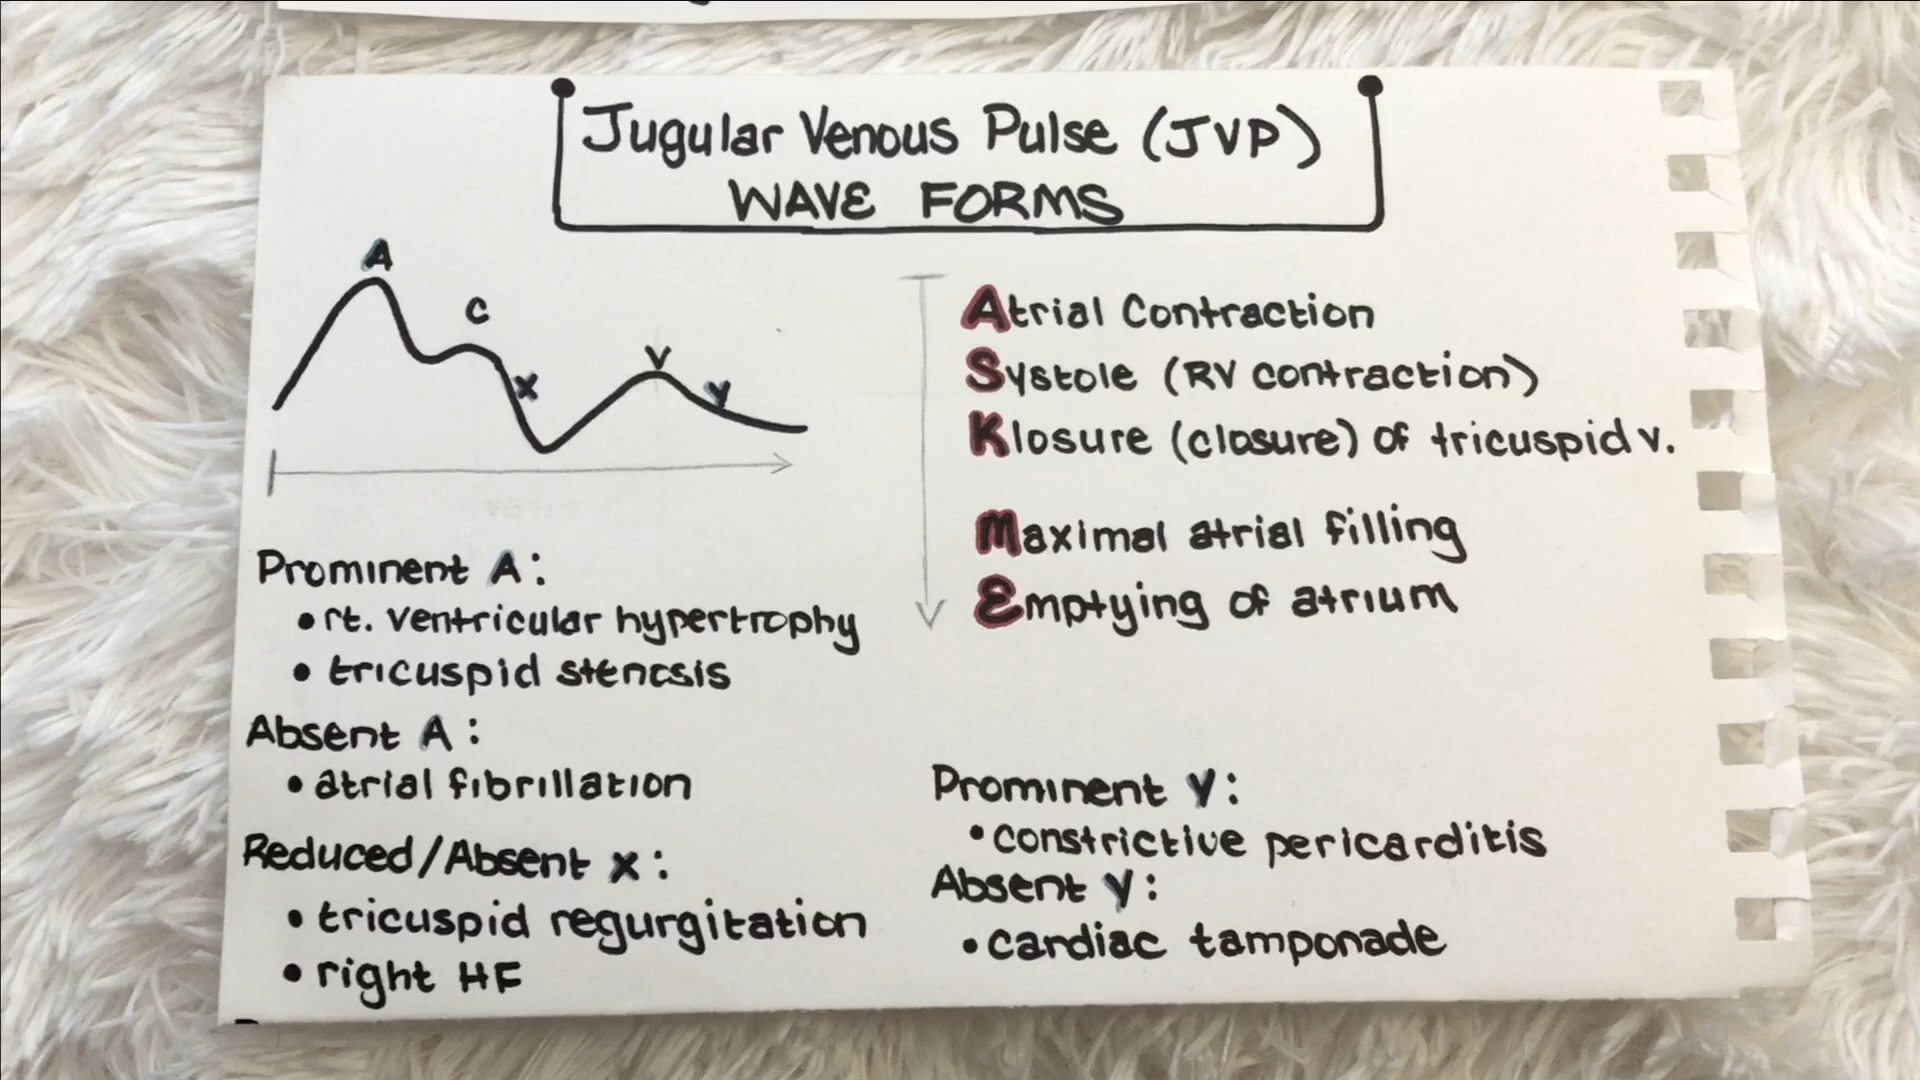 Jugular Venous Pulse (JVP)
WAVE FORMS
A
C
X
V
Y
Atrial Contraction
Systole (RV contraction)
Klosure (closure) of tricuspid v.
Maximal atrial filling
Emptying of atrium
Prominent A:
• rt. ventricular hypertrophy
• tricuspid stenosis
Absent A:
• atrial fibrillation
Reduced/Absent X:
• tricuspid regurgitation
• right HF
Prominent Y:
• constrictive pericarditis
Absent Y:
• cardiac tamponade